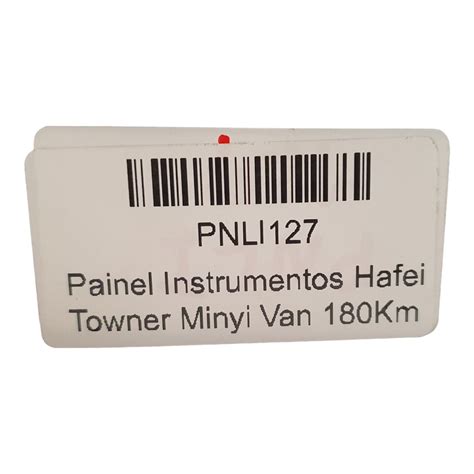 PNLI127
Painel Instrumentos Hafei
Towner Minyi Van 180Km